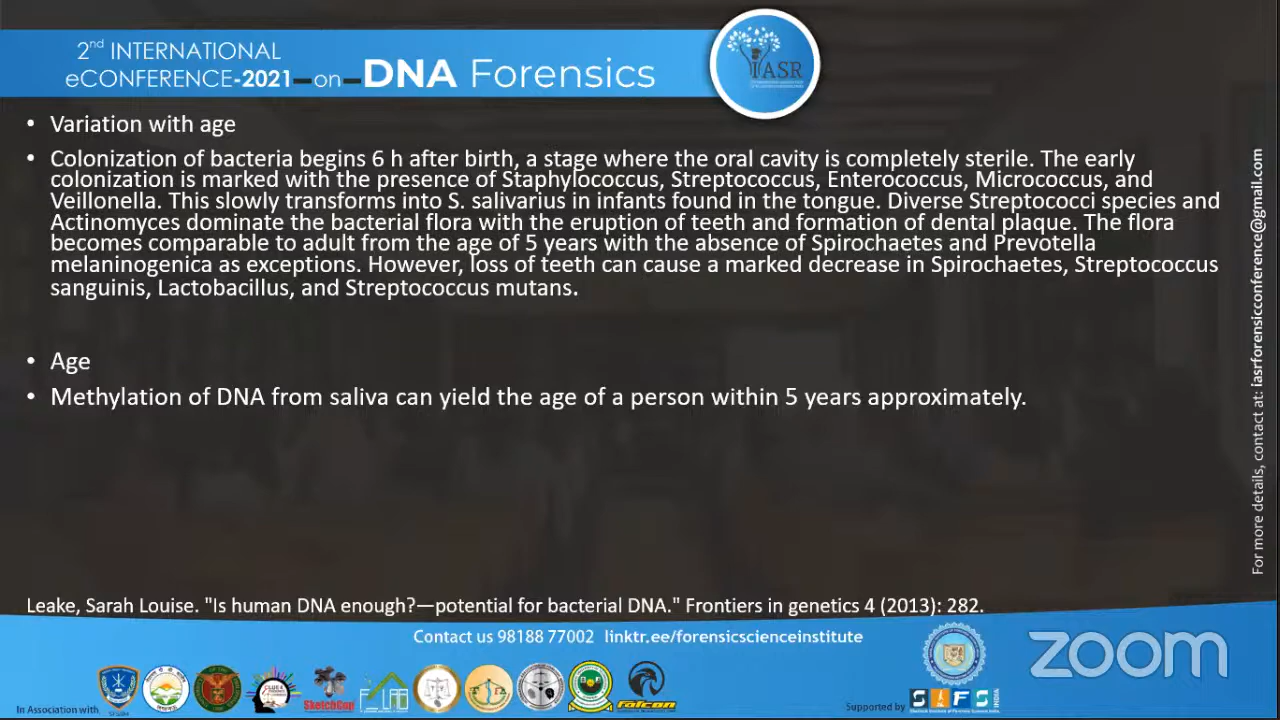 2nd INTERNATIONAL
eCONFERENCE-2021 on DNA Forensics
IASR
• Variation with age
• Colonization of bacteria begins 6 h after birth, a stage where the oral cavity is completely sterile. The early
colonization is marked with the presence of Staphylococcus, Streptococcus, Enterococcus, Micrococcus, and
Veillonella. This slowly transforms into S. salivarius in infants found in the tongue. Diverse Streptococci species and
Actinomyces dominate the bacterial flora with the eruption of teeth and formation of dental plaque. The flora
becomes comparable to adult from the age of 5 years with the absence of Spirochaetes and Prevotella
melaninogenica as exceptions. However, loss of teeth can cause a marked decrease in Spirochaetes, Streptococcus
sanguinis, Lactobacillus, and Streptococcus mutans.
• Age
• Methylation of DNA from saliva can yield the age of a person within 5 years approximately.
For more details, contact at: iasrforensicconference@gmail.com
Leake, Sarah Louise. "Is human DNA enough?—potential for bacterial DNA." Frontiers in genetics 4 (2013): 282.
Contact us 98188 77002 linktr.ee/forensicscienceinstitute
zoom
In Association with
SketchCop
falcon
Supported by
SIFS
INDIA